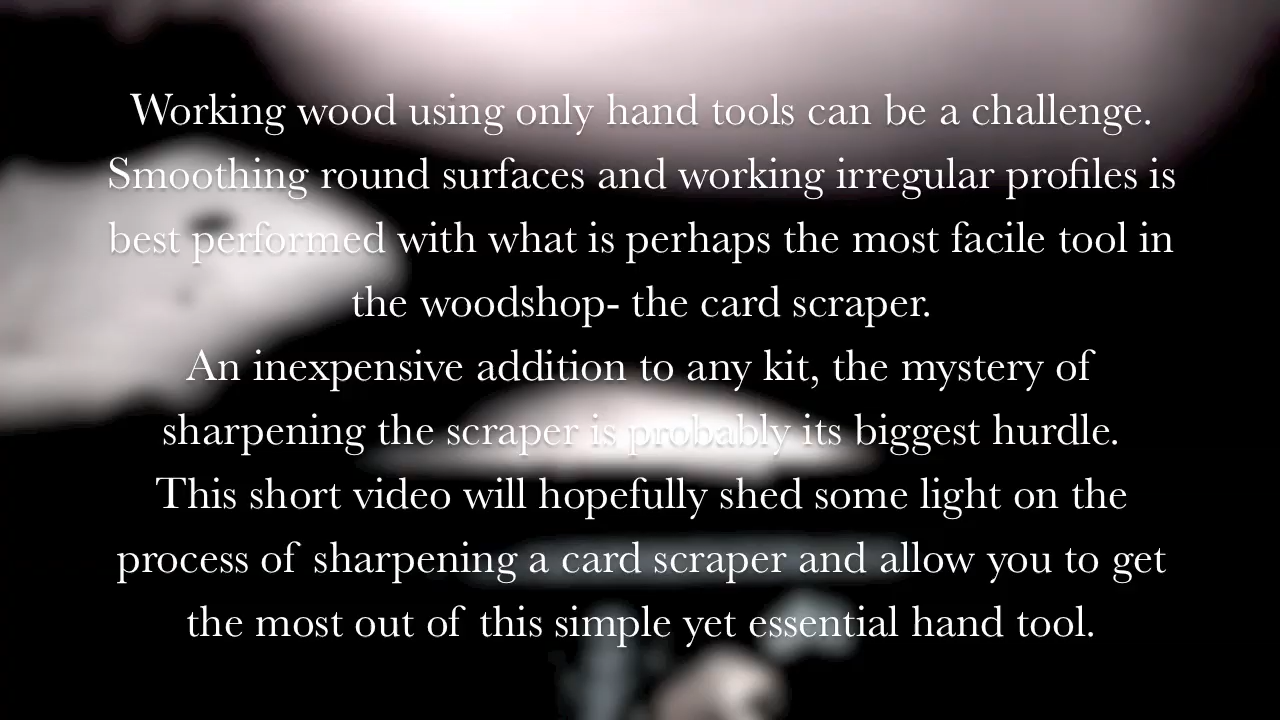 Working wood using only hand tools can be a challenge.
Smoothing round surfaces and working irregular profiles is
best performed with what is perhaps the most facile tool in
the woodshop- the card scraper.
An inexpensive addition to any kit, the mystery of
sharpening the scraper is probably its biggest hurdle.
This short video will hopefully shed some light on the
process of sharpening a card scraper and allow you to get
the most out of this simple yet essential hand tool.